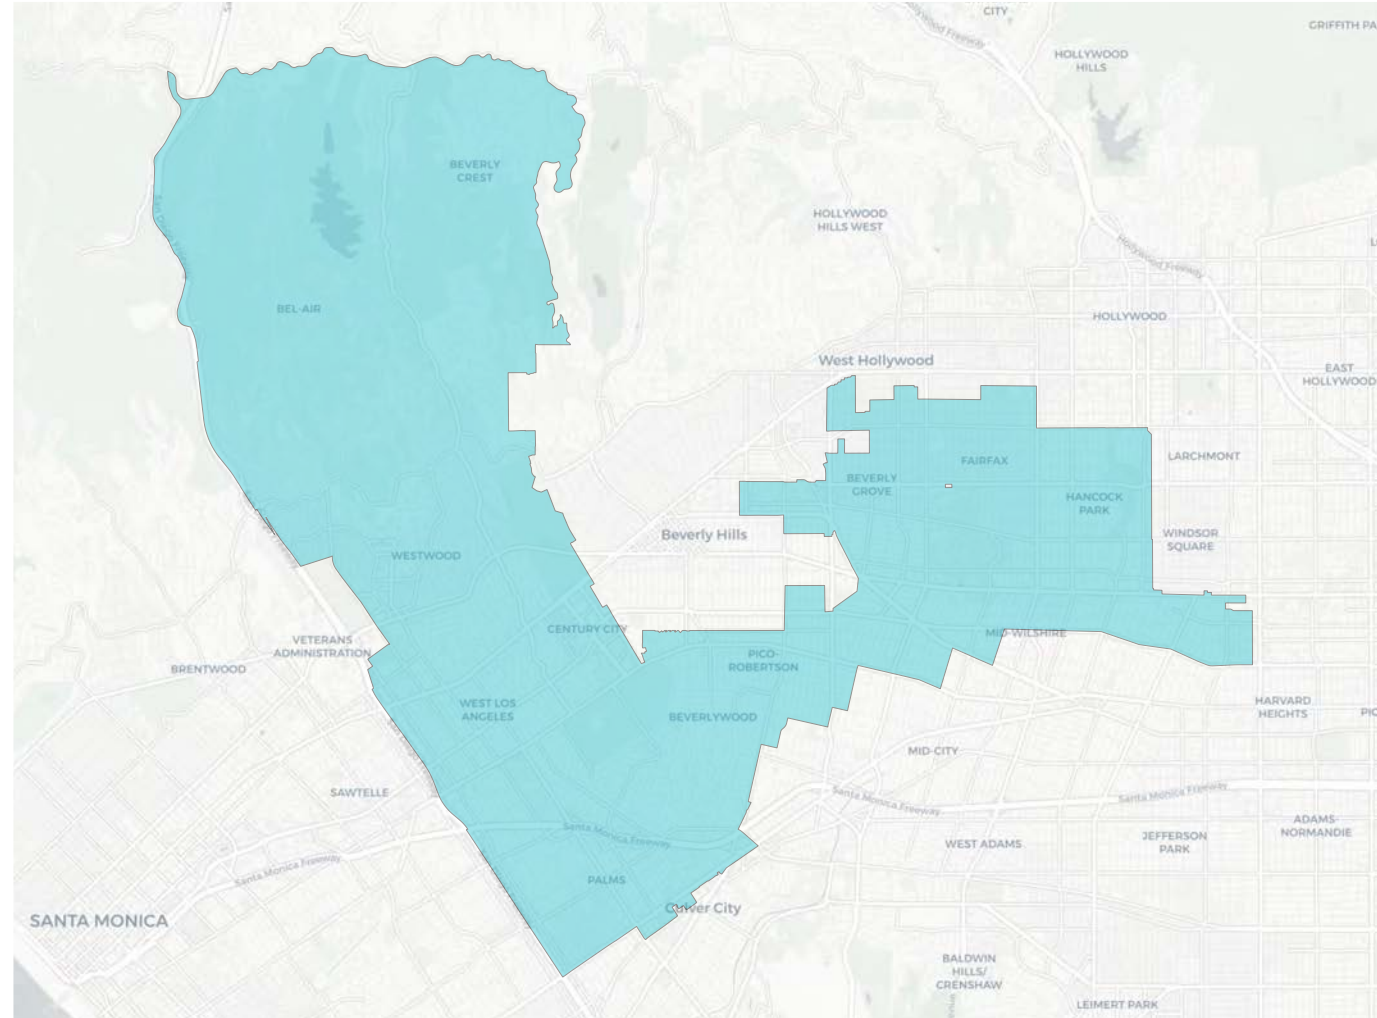 CITY
GRIFFITH PA
Hollywood Freeway
HOLLYWOOD
HILLS
BEVERLY
CREST
HOLLYWOOD
HILLS WEST
Hollywood Freeway
BEL-AIR
HOLLYWOOD
West Hollywood
EAST
HOLLYWOOD
LARCHMONT
FAIRFAX
BEVERLY
GROVE
HANCOCK
PARK
Beverly Hills
WINDSOR
SQUARE
WESTWOOD
CENTURY CITY
MID-WILSHIRE
VETERANS
ADMINISTRATION
BRENTWOOD
PICO-
ROBERTSON
WEST LOS
ANGELES
BEVERLYWOOD
HARVARD
HEIGHTS
PIC
MID-CITY
SAWTELLE
Santa Monica Freeway
Santa Monica Freeway
ADAMS-
NORMANDIE
Santa Monica Freeway
JEFFERSON
PARK
WEST ADAMS
Santa Monica Freeway
PALMS
Culver City
SANTA MONICA
BALDWIN
HILLS/
CRENSHAW
LEIMERT PARK